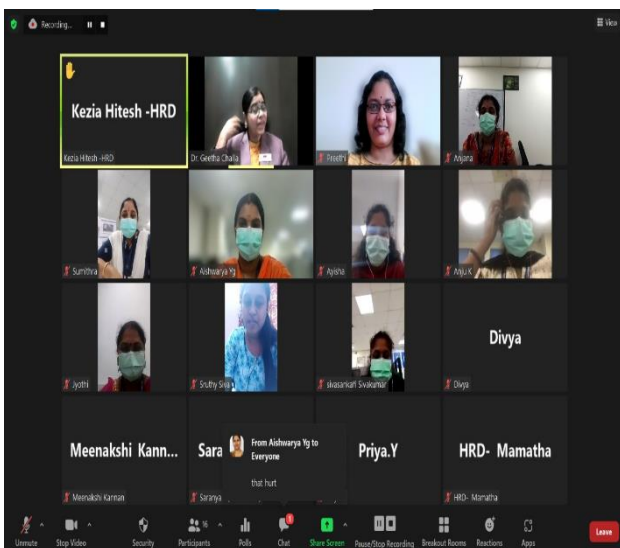 Recording...
View
Kezia Hitesh -HRD
Kezia Hitesh -HRD
Dr. Geetha Challa
Preethi
Anjana
Sumithra
Aishwarya Yg
Ayisha
Anju K
Divya
Jyothi
Sruthy Siva
sivasankari Sivakumar
Divya
Meenakshi Kann...
Sara
From Aishwarya Yg to
Everyone
that hurt
Priya.Y
HRD- Mamatha
Meenakshi Kannan
Saranya
HRD- Mamatha
Unmute
Stop Video
Security
Participants
16
Polls
Chat
Share Screen
Pause/Stop Recording
Breakout Rooms
Reactions
Apps
Leave